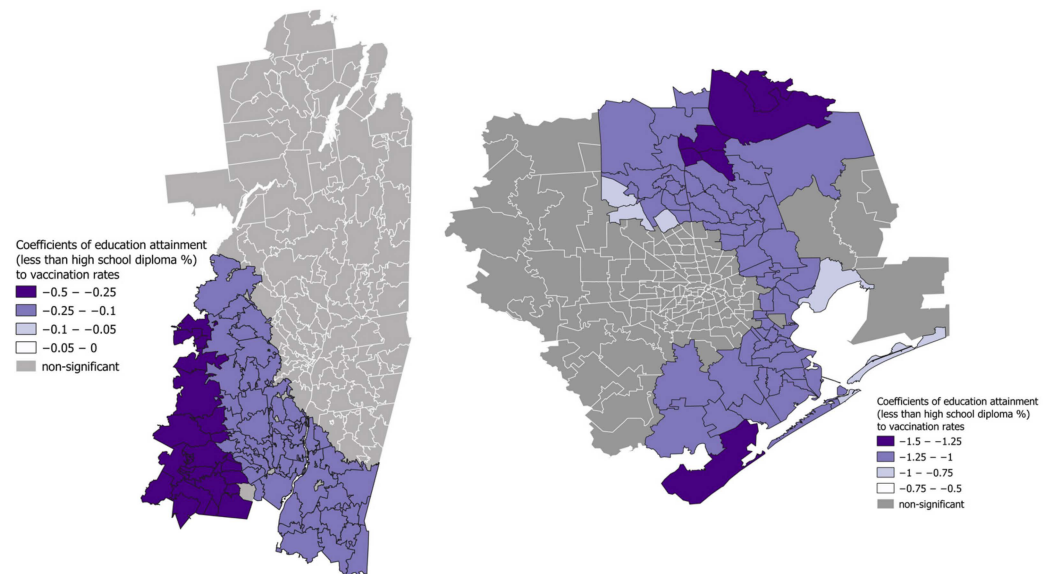 Coefficients of education attainment
(less than high school diploma %)
to vaccination rates
−0.5 – −0.25
−0.25 – −0.1
−0.1 – −0.05
−0.05 – 0
non-significant
Coefficients of education attainment
(less than high school diploma %)
to vaccination rates
−1.5 – −1.25
−1.25 – −1
−1 – −0.75
−0.75 – −0.5
non-significant